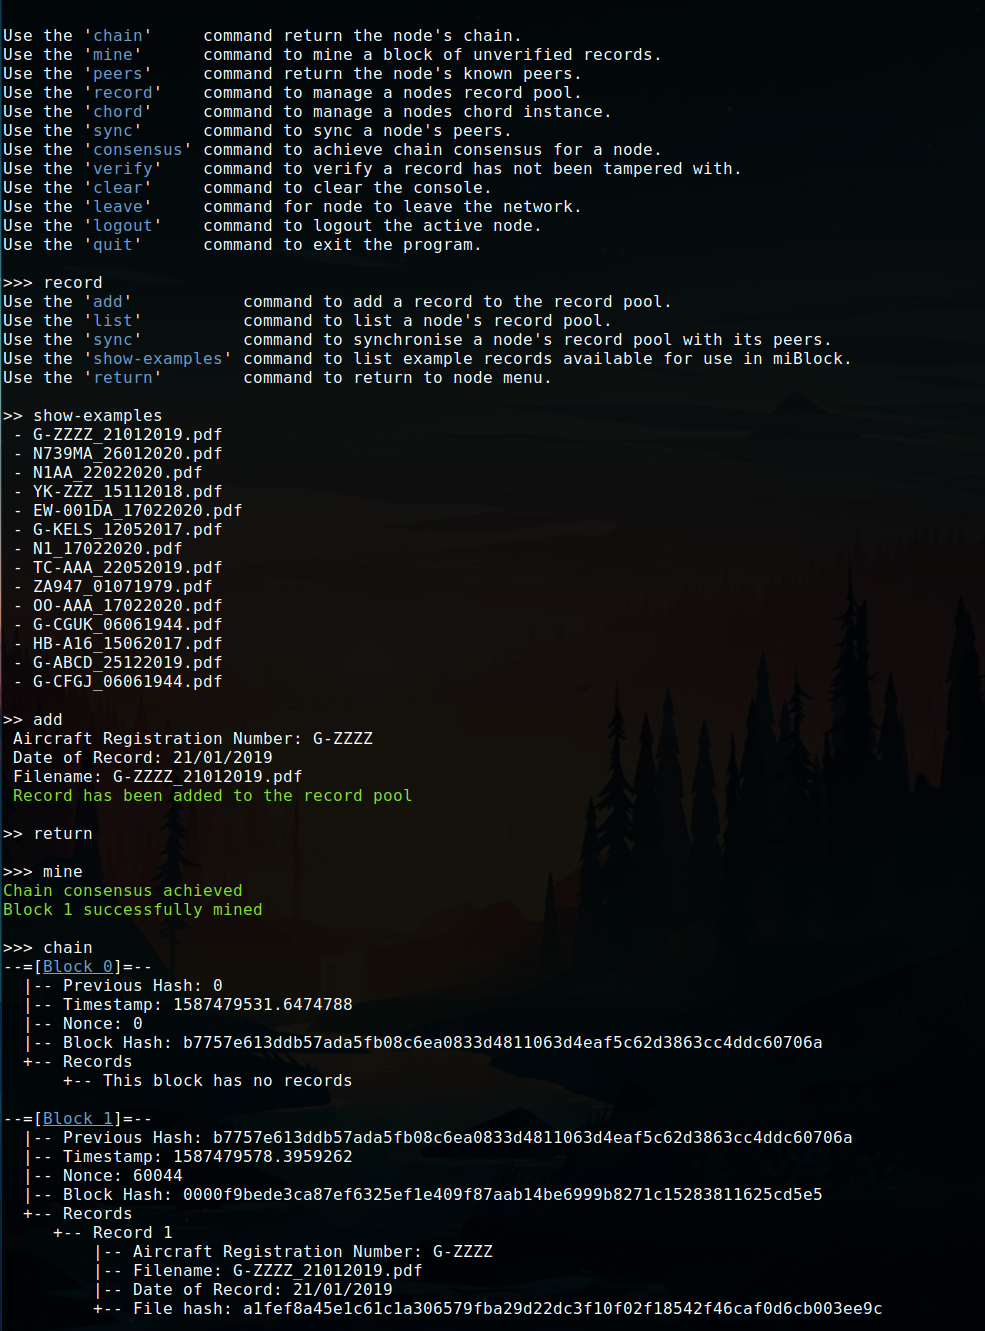 Use the 'chain'     command return the node's chain.
Use the 'mine'      command to mine a block of unverified records.
Use the 'peers'     command return the node's known peers.
Use the 'record'    command to manage a nodes record pool.
Use the 'chord'     command to manage a nodes chord instance.
Use the 'sync'      command to sync a node's peers.
Use the 'consensus' command to achieve chain consensus for a node.
Use the 'verify'    command to verify a record has not been tampered with.
Use the 'clear'     command to clear the console.
Use the 'leave'     command for node to leave the network.
Use the 'logout'    command to logout the active node.
Use the 'quit'      command to exit the program.

>>> record
Use the 'add'           command to add a record to the record pool.
Use the 'list'          command to list a node's record pool.
Use the 'sync'          command to synchronise a node's record pool with its peers.
Use the 'show-examples' command to list example records available for use in miBlock.
Use the 'return'        command to return to node menu.

>> show-examples
 - G-ZZZZ_21012019.pdf
 - N739MA_26012020.pdf
 - N1AA_22022020.pdf
 - YK-ZZZ_15112018.pdf
 - EW-001DA_17022020.pdf
 - G-KELS_12052017.pdf
 - N1_17022020.pdf
 - TC-AAA_22052019.pdf
 - ZA947_01071979.pdf
 - OO-AAA_17022020.pdf
 - G-CGUK_06061944.pdf
 - HB-A16_15062017.pdf
 - G-ABCD_25122019.pdf
 - G-CFGJ_06061944.pdf

>> add
 Aircraft Registration Number: G-ZZZZ
 Date of Record: 21/01/2019
 Filename: G-ZZZZ_21012019.pdf
 Record has been added to the record pool

>> return

>>> mine
Chain consensus achieved
Block 1 successfully mined

>>> chain
--=[Block 0]=--
  |-- Previous Hash: 0
  |-- Timestamp: 1587479531.6474788
  |-- Nonce: 0
  |-- Block Hash: b7757e613ddb57ada5fb08c6ea0833d4811063d4eaf5c62d3863cc4ddc60706a
  +-- Records
      +-- This block has no records

--=[Block 1]=--
  |-- Previous Hash: b7757e613ddb57ada5fb08c6ea0833d4811063d4eaf5c62d3863cc4ddc60706a
  |-- Timestamp: 1587479578.3959262
  |-- Nonce: 60044
  |-- Block Hash: 0000f9bede3ca87ef6325ef1e409f87aab14be6999b8271c15283811625cd5e5
  +-- Records
     +-- Record 1
         |-- Aircraft Registration Number: G-ZZZZ
         |-- Filename: G-ZZZZ_21012019.pdf
         |-- Date of Record: 21/01/2019
         +-- File hash: a1fef8a45e1c61c1a306579fba29d22dc3f10f02f18542f46caf0d6cb003ee9c